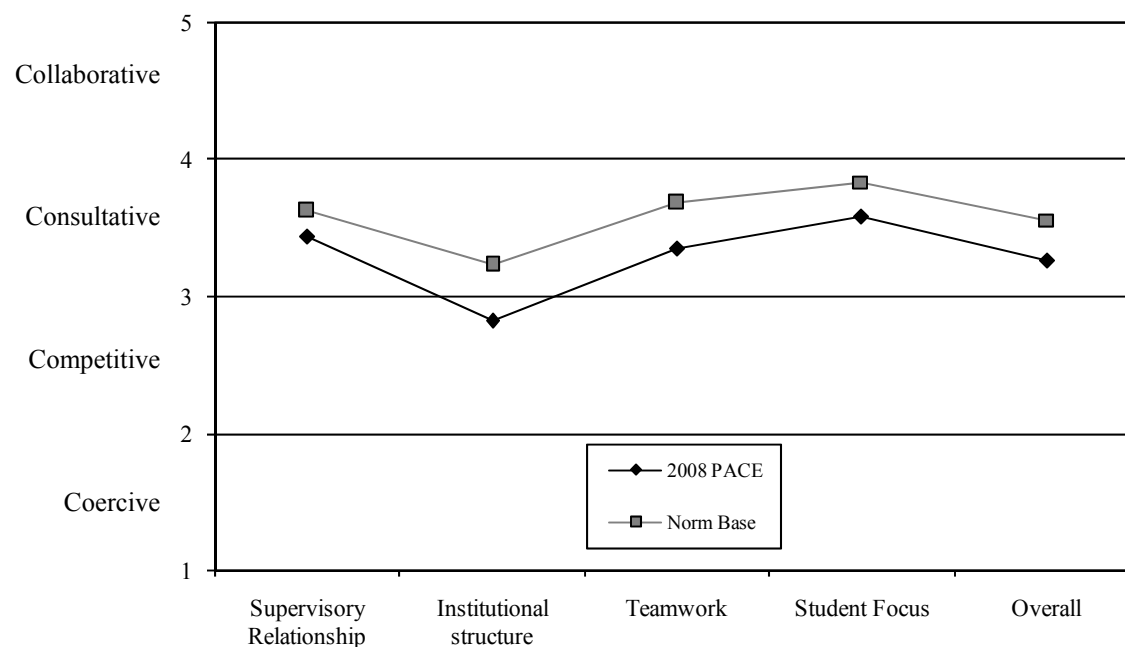 5
Collaborative
4
Consultative
3
Competitive
2
Coercive
1
2008 PACE
Norm Base
Supervisory
Relationship
Institutional
structure
Teamwork
Student Focus
Overall